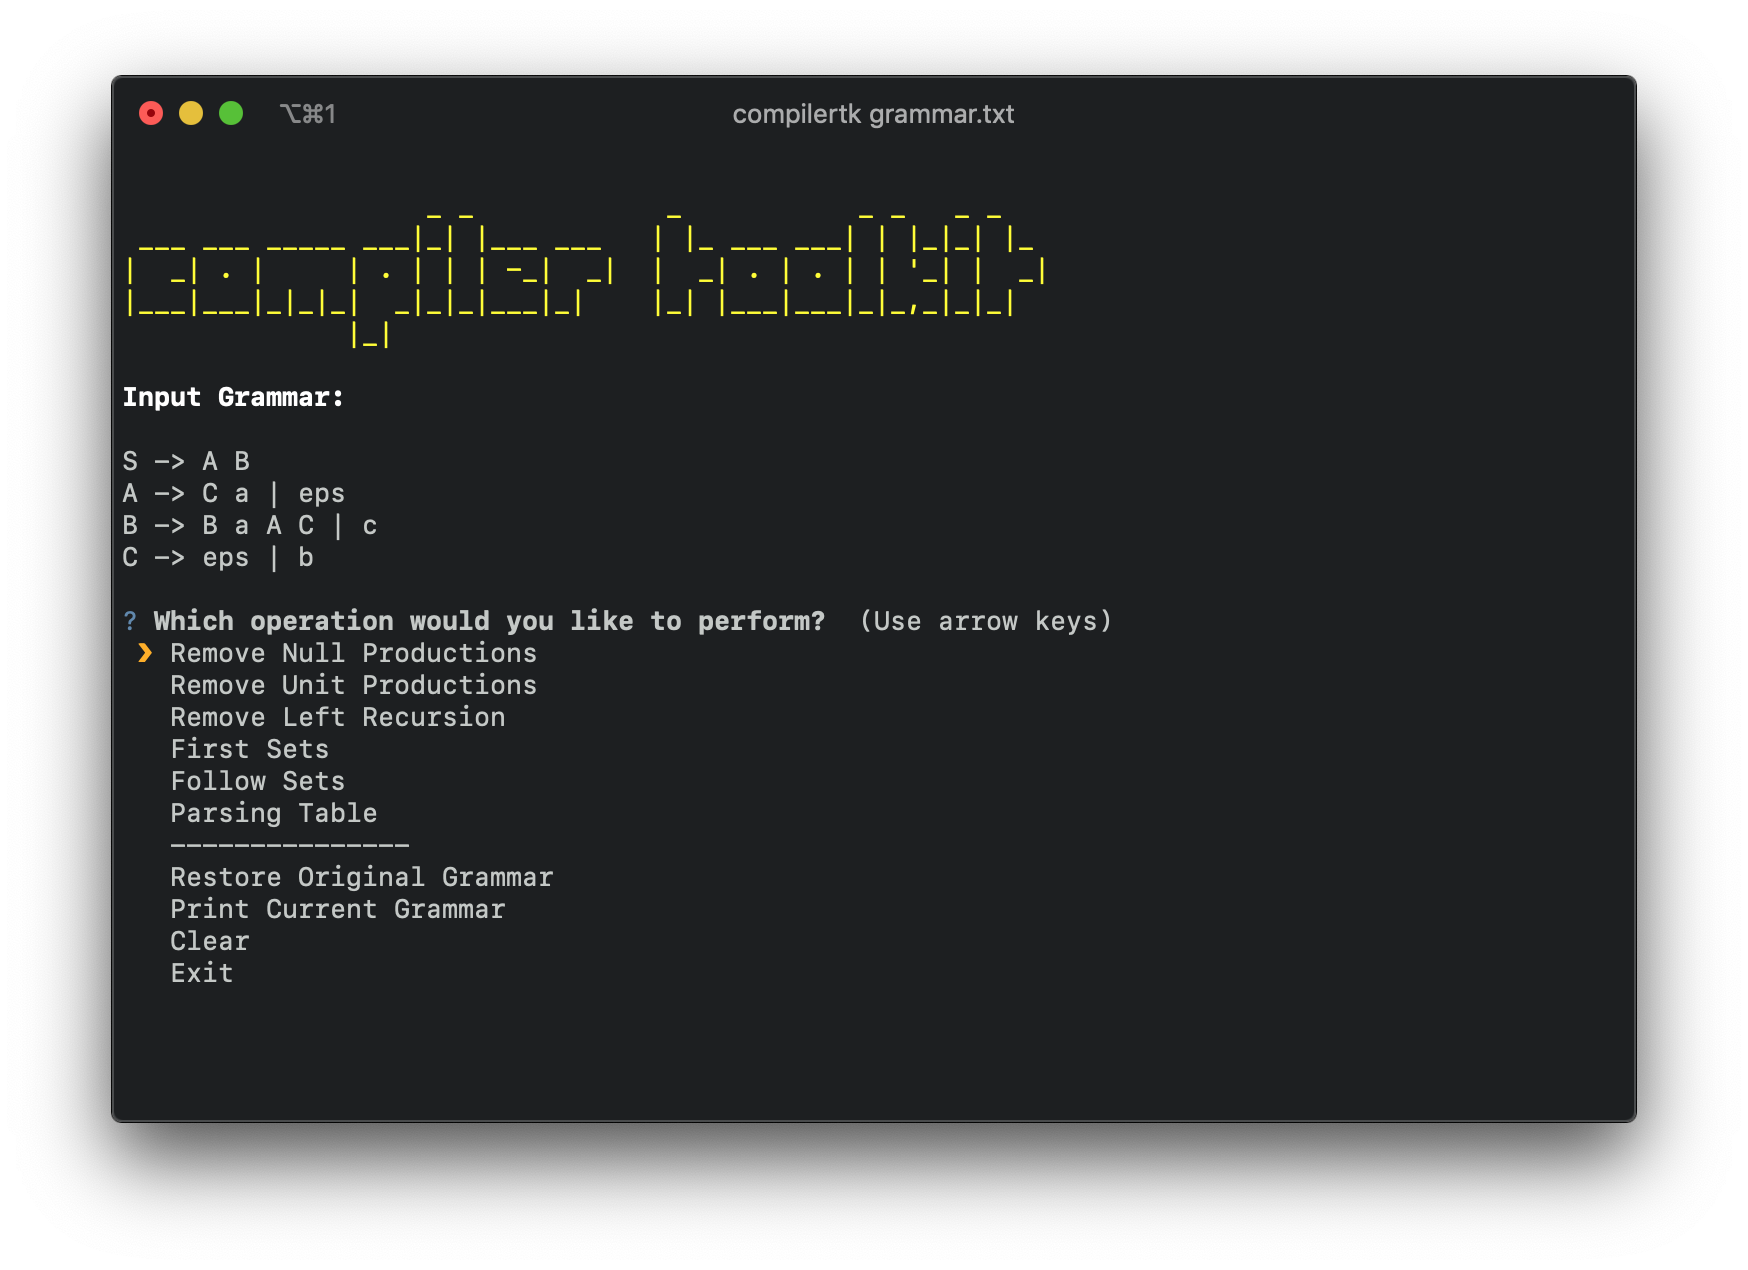 ⌥⌘1 compilertk grammar.txt
compiler toolkit
Input Grammar:
S -> A B
A -> C a | eps
B -> B a A C | c
C -> eps | b
? Which operation would you like to perform?  (Use arrow keys)
❯ Remove Null Productions
Remove Unit Productions
Remove Left Recursion
First Sets
Follow Sets
Parsing Table
---------------
Restore Original Grammar
Print Current Grammar
Clear
Exit